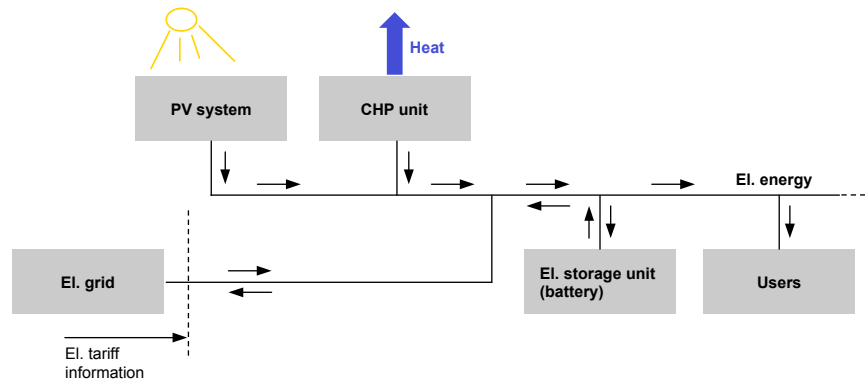 Heat
PV system
CHP unit
El. energy
El. grid
El. storage unit
(battery)
Users
El. tariff
information